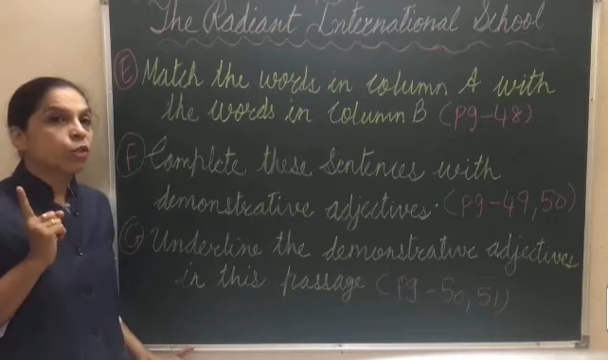 The Radiant International School
(E) Match the words in column A with
the words in column B (Pg-48)
(F) Complete these sentences with
demonstrative adjectives. (Pg-49,50)
(G) Underline the demonstrative adjectives
in this passage (Pg-50,51)